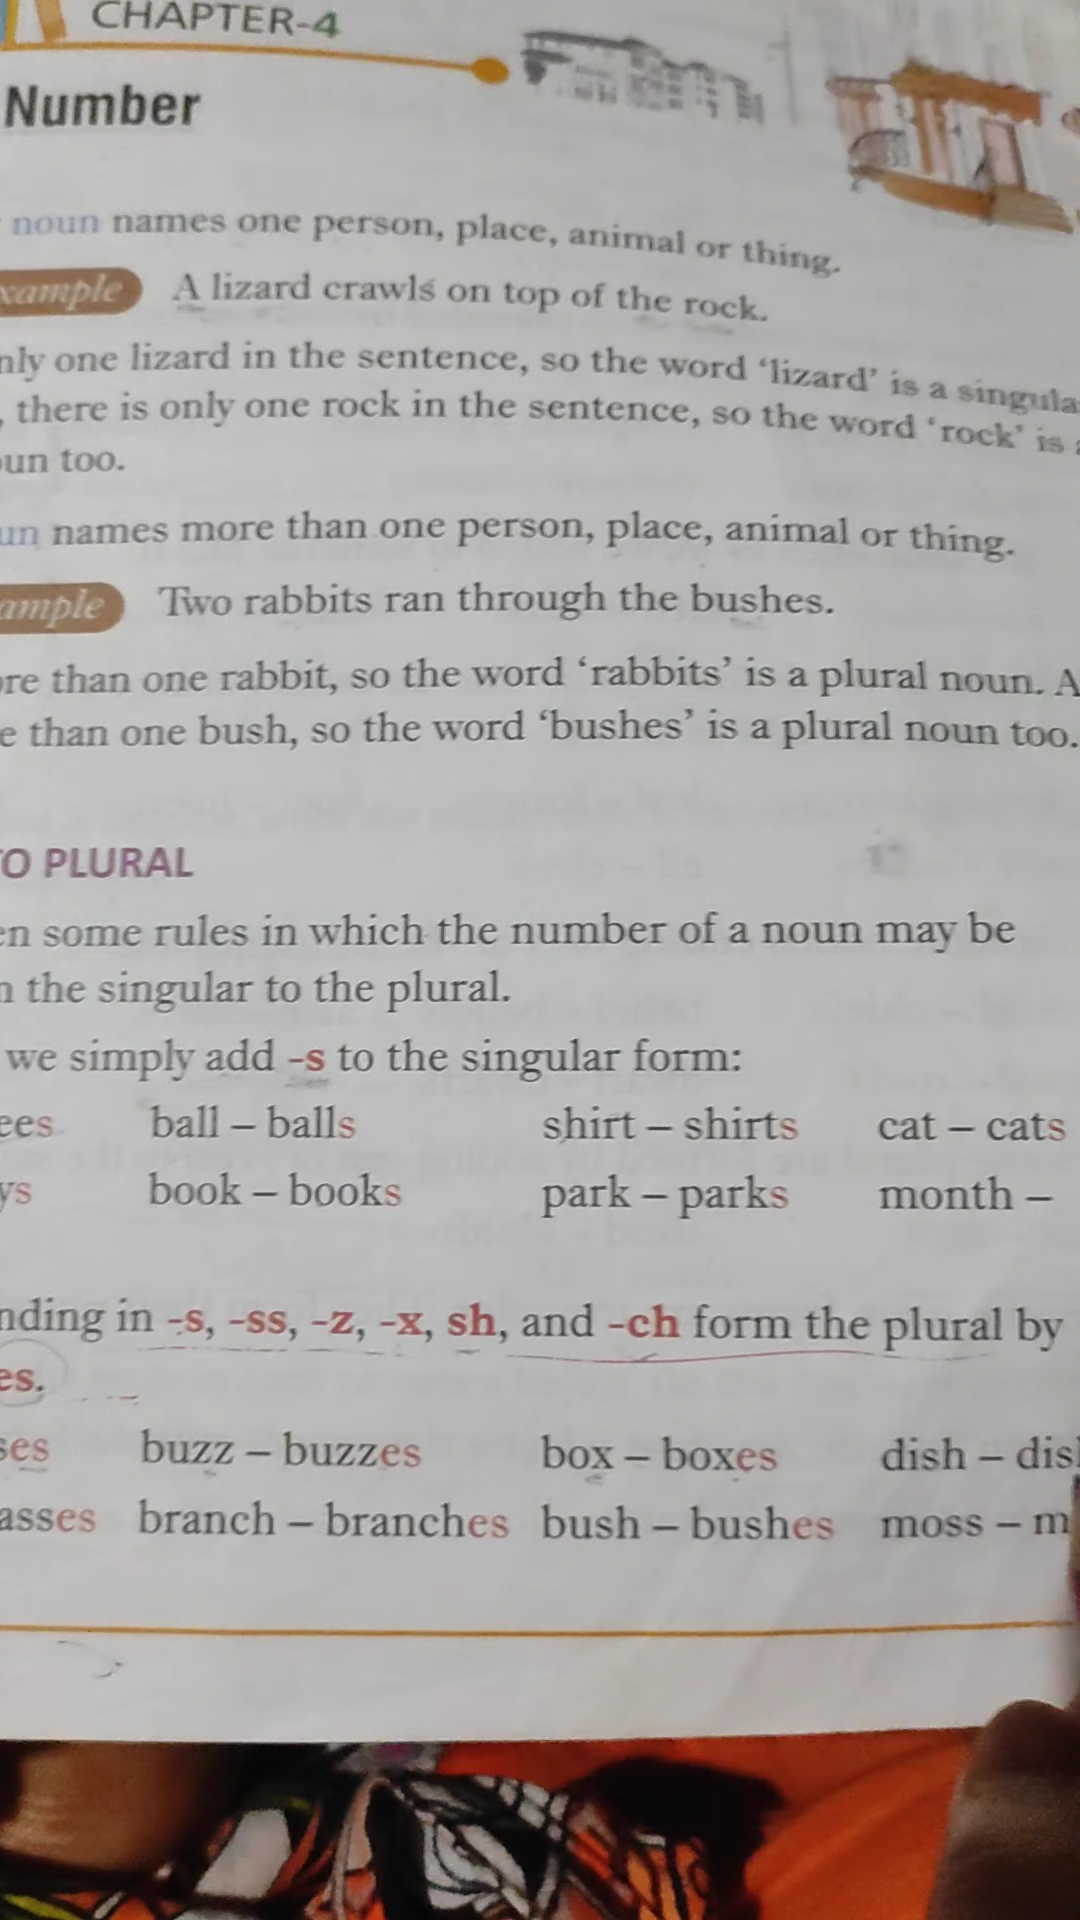 CHAPTER-4
Number
noun names one person, place, animal or thing.
xample A lizard crawls on top of the rock.
nly one lizard in the sentence, so the word ‘lizard’ is a singula
, there is only one rock in the sentence, so the word ‘rock’ is a
oun too.
un names more than one person, place, animal or thing.
ample Two rabbits ran through the bushes.
ore than one rabbit, so the word ‘rabbits’ is a plural noun. A
e than one bush, so the word ‘bushes’ is a plural noun too.
TO PLURAL
en some rules in which the number of a noun may be
n the singular to the plural.
we simply add -s to the singular form:
ees ball – balls shirt – shirts cat – cats
ys book – books park – parks month –
nding in -s, -ss, -z, -x, sh, and -ch form the plural by
es.
ses buzz – buzzes box – boxes dish – dish
asses branch – branches bush – bushes moss – m